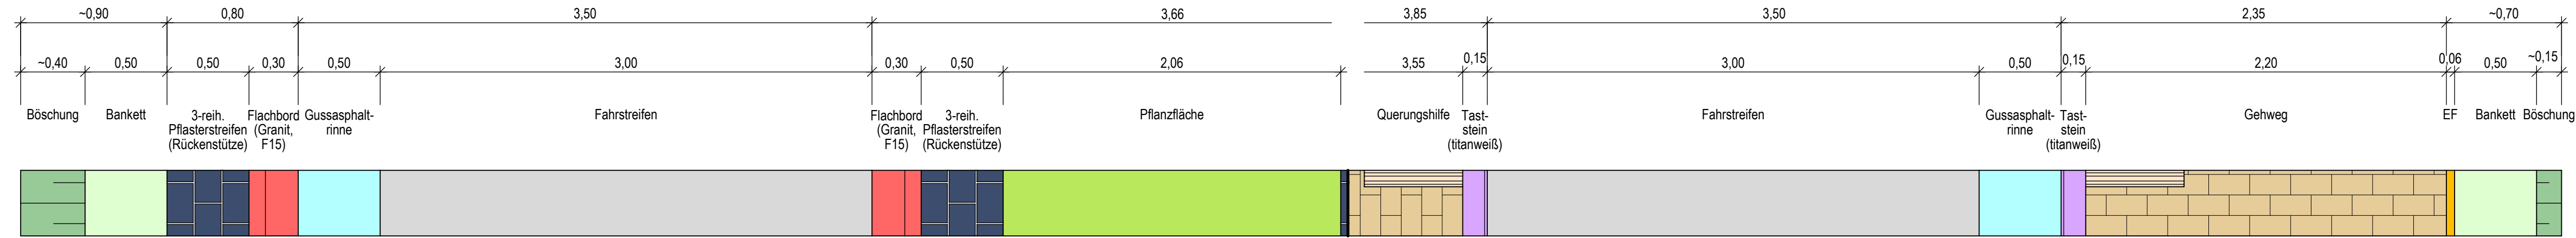 ~0,90 0,80 3,50 3,66 3,85 3,50 2,35 ~0,70
~0,40 0,50 0,50 0,30 0,50 3,00 0,30 0,50 2,06 3,55 0,15 3,00 0,50 0,15 2,20 0,06 0,50 ~0,15
Böschung
Bankett
3-reih.
Pflasterstreifen
(Rückenstütze)
Flachbord
(Granit,
F15)
Gussasphalt-
rinne
Fahrstreifen
Flachbord
(Granit,
F15)
3-reih.
Pflasterstreifen
(Rückenstütze)
Pflanzfläche
Querungshilfe
Tast-
stein
(titanweiß)
Fahrstreifen
Gussasphalt-
rinne
Tast-
stein
(titanweiß)
Gehweg
EF
Bankett
Böschung